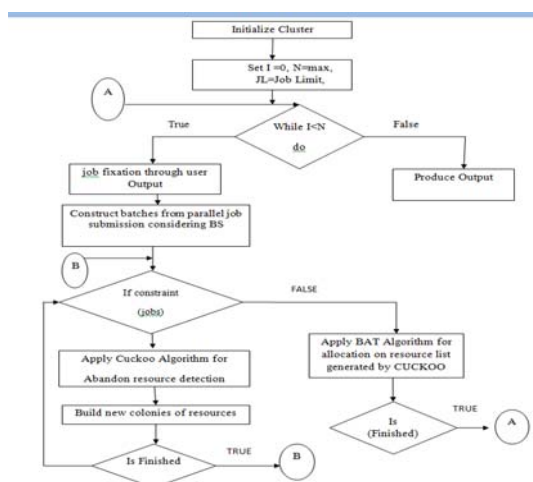 Initialize Cluster
Set I =0, N=max,
JL=Job Limit,
A
While I<N
do
True
False
job fixation through user
Output
Produce Output
Construct batches from parallel job
submission considering BS
B
If constraint
(jobs)
FALSE
Apply Cuckoo Algorithm for
Abandon resource detection
Apply BAT Algorithm for
allocation on resource list
generated by CUCKOO
Build new colonies of resources
Is
(Finished)
TRUE
A
Is Finished
TRUE
B